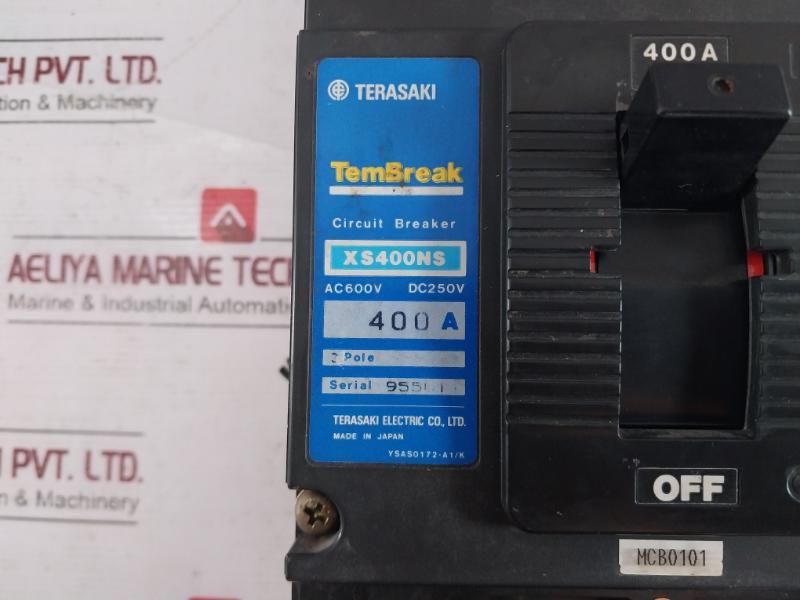 CH PVT. LTD.
tion & Machinery
AELIYA MARINE TECH
Marine & Industrial Automati
PVT. LTD.
& Machinery
TERASAKI
TemBreak
Circuit Breaker
XS400NS
AC600V DC250V
400 A
Pole
Serial
TERASAKI ELECTRIC CO., LTD.
MADE IN JAPAN
YSAS0172-A1/K
400 A
OFF
MCB0101